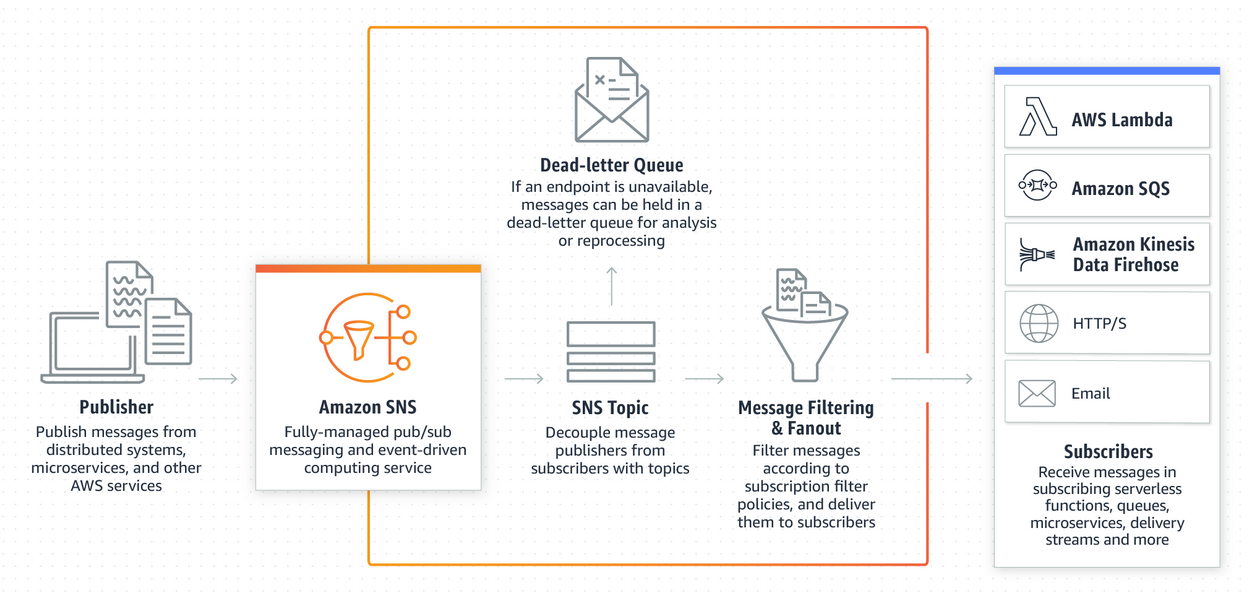 Dead-letter Queue
If an endpoint is unavailable,
messages can be held in a
dead-letter queue for analysis
or reprocessing
Publisher
Publish messages from
distributed systems,
microservices, and other
AWS services
Amazon SNS
Fully-managed pub/sub
messaging and event-driven
computing service
SNS Topic
Decouple message
publishers from
subscribers with topics
Message Filtering
& Fanout
Filter messages
according to
subscription filter
policies, and deliver
them to subscribers
AWS Lambda
Amazon SQS
Amazon Kinesis
Data Firehose
HTTP/S
Email
Subscribers
Receive messages in
subscribing serverless
functions, queues,
microservices, delivery
streams and more